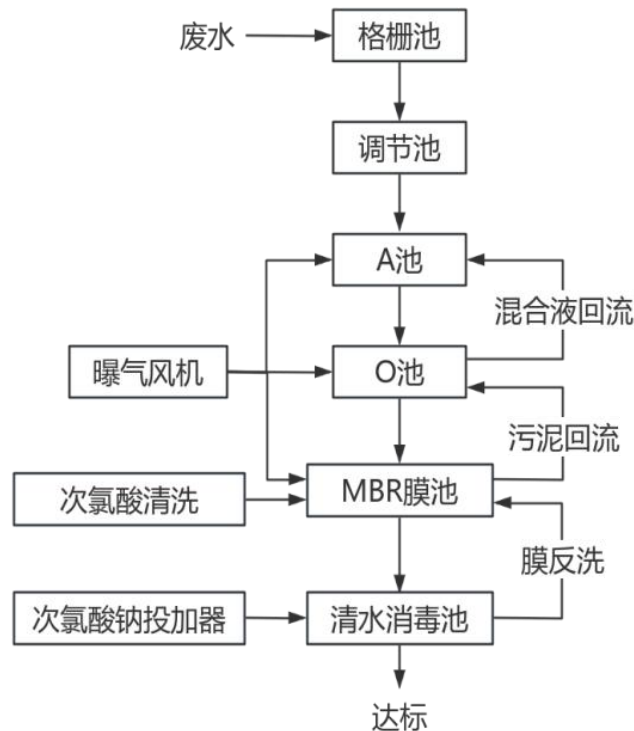 废水
格栅池
调节池
A池
混合液回流
曝气风机
O池
污泥回流
次氯酸清洗
MBR膜池
膜反洗
次氯酸钠投加器
清水消毒池
达标